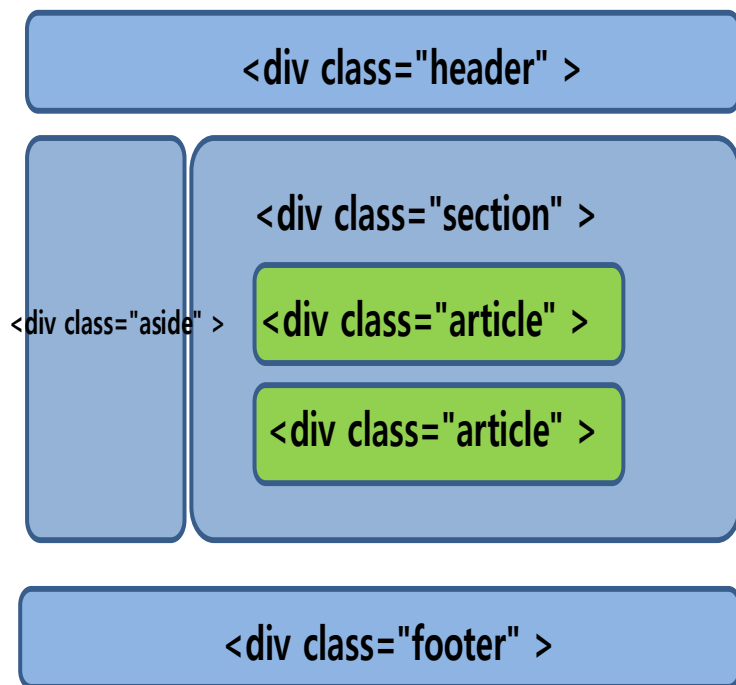 <div class="header" >
<div class="section" >
<div class="aside" >
<div class="article" >
<div class="article" >
<div class="footer" >